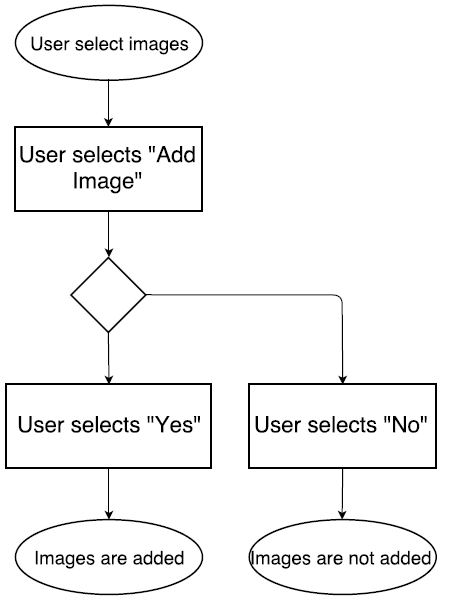 User select images
User selects "Add
Image"
User selects "Yes"
User selects "No"
Images are added
Images are not added